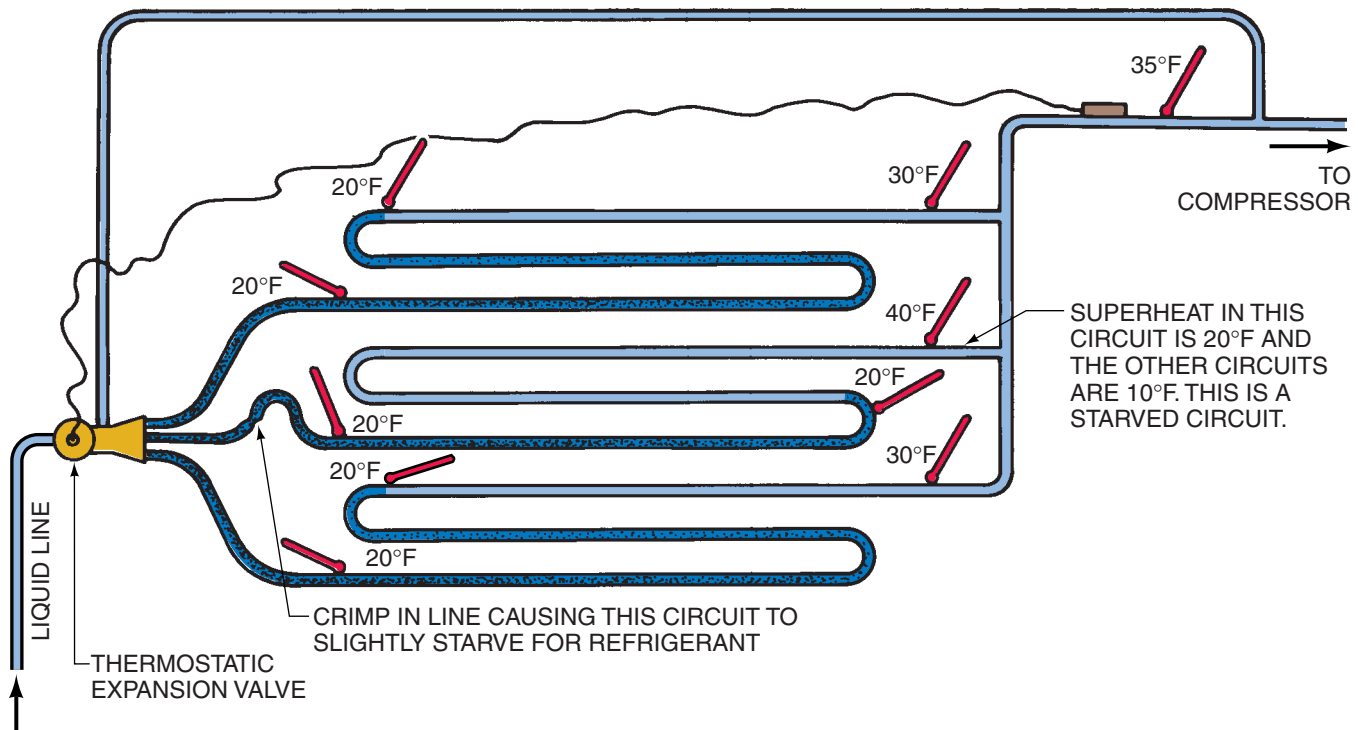 35°F
20°F
30°F
TO
COMPRESSOR
20°F
40°F
SUPERHEAT IN THIS
CIRCUIT IS 20°F AND
THE OTHER CIRCUITS
ARE 10°F. THIS IS A
STARVED CIRCUIT.
20°F
20°F
20°F
30°F
20°F
LIQUID LINE
CRIMP IN LINE CAUSING THIS CIRCUIT TO
SLIGHTLY STARVE FOR REFRIGERANT
THERMOSTATIC
EXPANSION VALVE